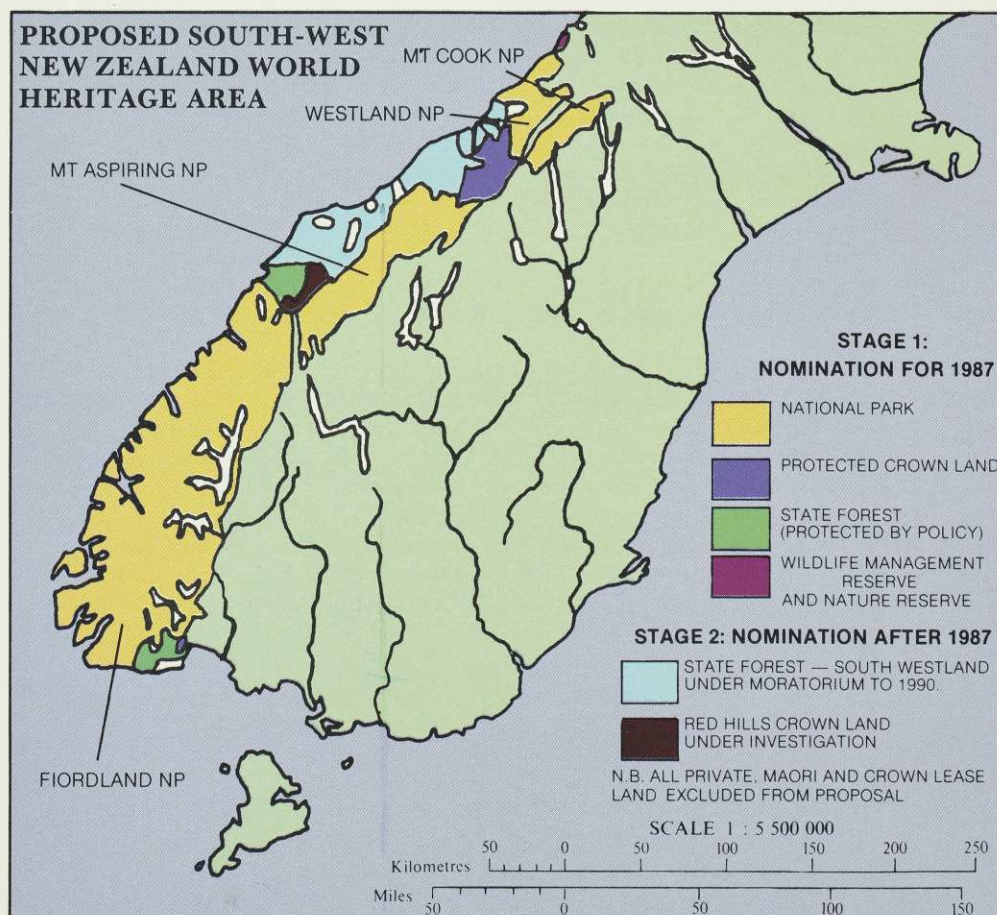 PROPOSED SOUTH-WEST
NEW ZEALAND WORLD
HERITAGE AREA
MT COOK NP
WESTLAND NP
MT ASPIRING NP
FIORDLAND NP
STAGE 1:
NOMINATION FOR 1987
NATIONAL PARK
PROTECTED CROWN LAND
STATE FOREST
(PROTECTED BY POLICY)
WILDLIFE MANAGEMENT
RESERVE
AND NATURE RESERVE
STAGE 2: NOMINATION AFTER 1987
STATE FOREST — SOUTH WESTLAND
UNDER MORATORIUM TO 1990.
RED HILLS CROWN LAND
UNDER INVESTIGATION
N.B. ALL PRIVATE, MAORI AND CROWN LEASE
LAND EXCLUDED FROM PROPOSAL
SCALE 1 : 5 500 000
Kilometres 50 0 50 100 150 200 250
Miles 50 0 50 100 150